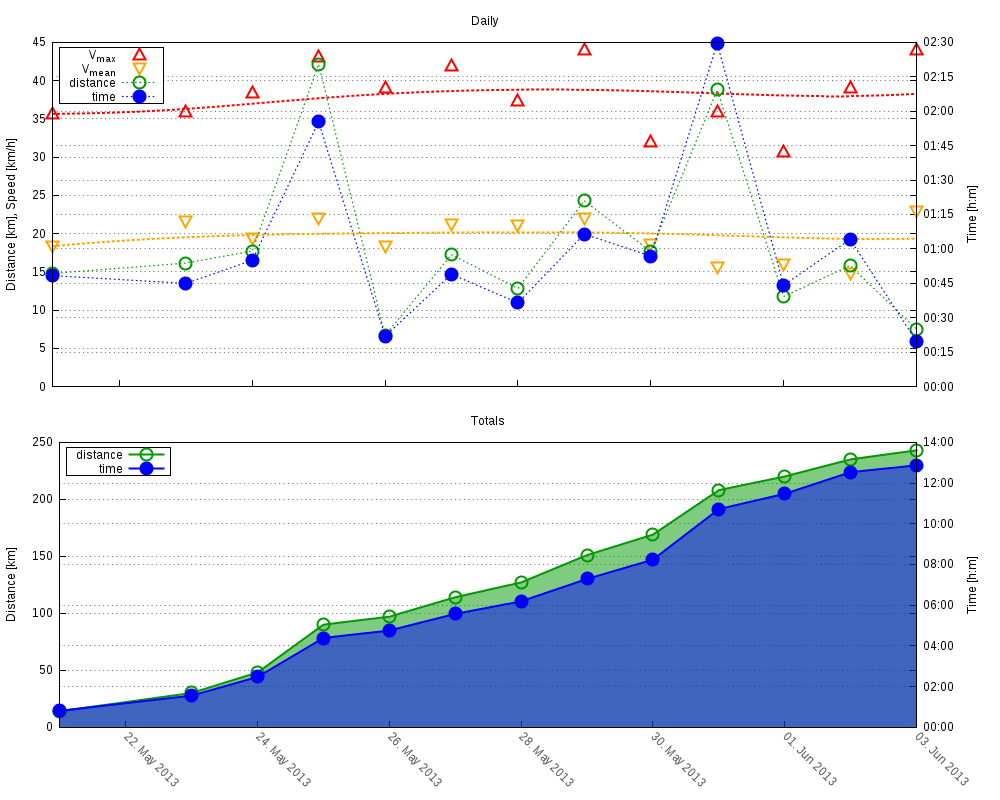 Daily
Vmax
Vmean
distance
time
45
40
35
30
25
20
15
10
5
0
Distance [km], Speed [km/h]
02:30
02:15
02:00
01:45
01:30
01:15
01:00
00:45
00:30
00:15
00:00
Time [h:m]
Totals
distance
time
250
200
150
100
50
0
Distance [km]
14:00
12:00
10:00
08:00
06:00
04:00
02:00
00:00
Time [h:m]
22. May 2013
24. May 2013
26. May 2013
28. May 2013
30. May 2013
01. Jun 2013
03. Jun 2013